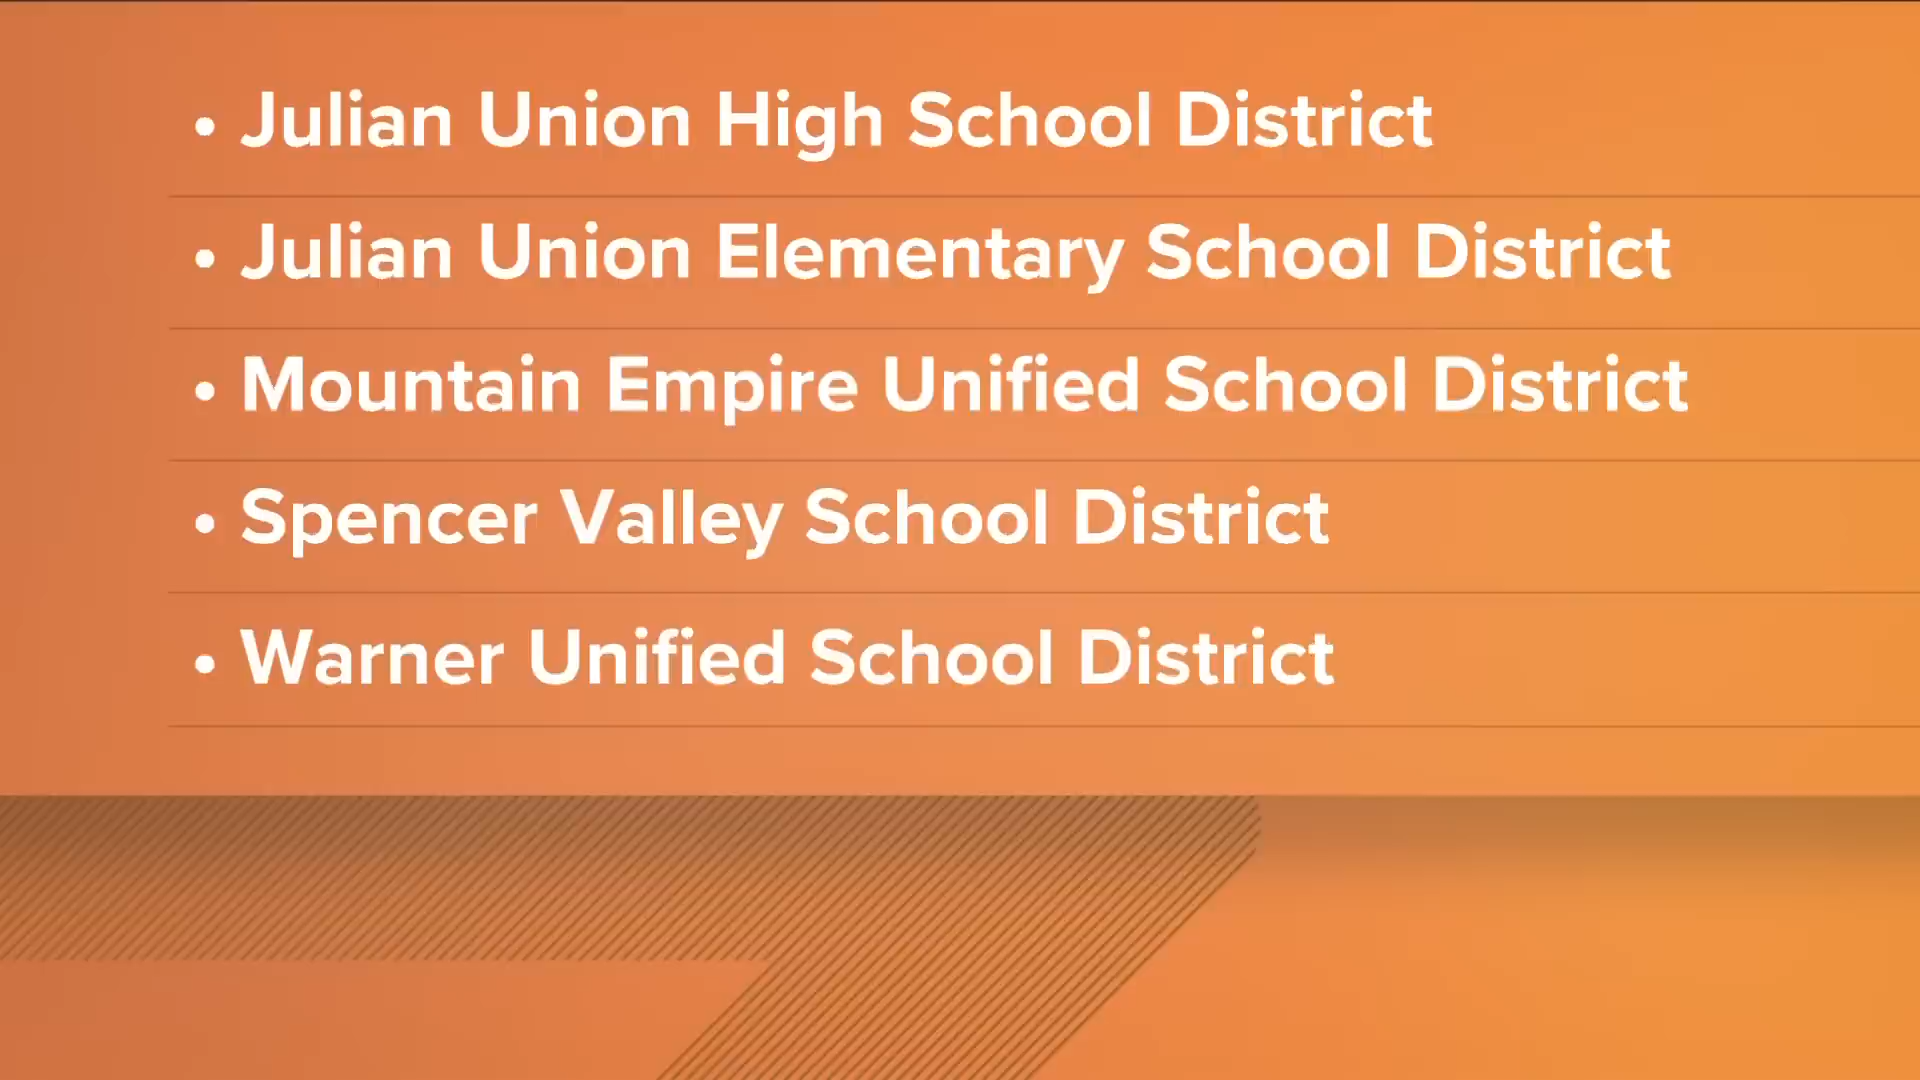 • Julian Union High School District
• Julian Union Elementary School District
• Mountain Empire Unified School District
• Spencer Valley School District
• Warner Unified School District